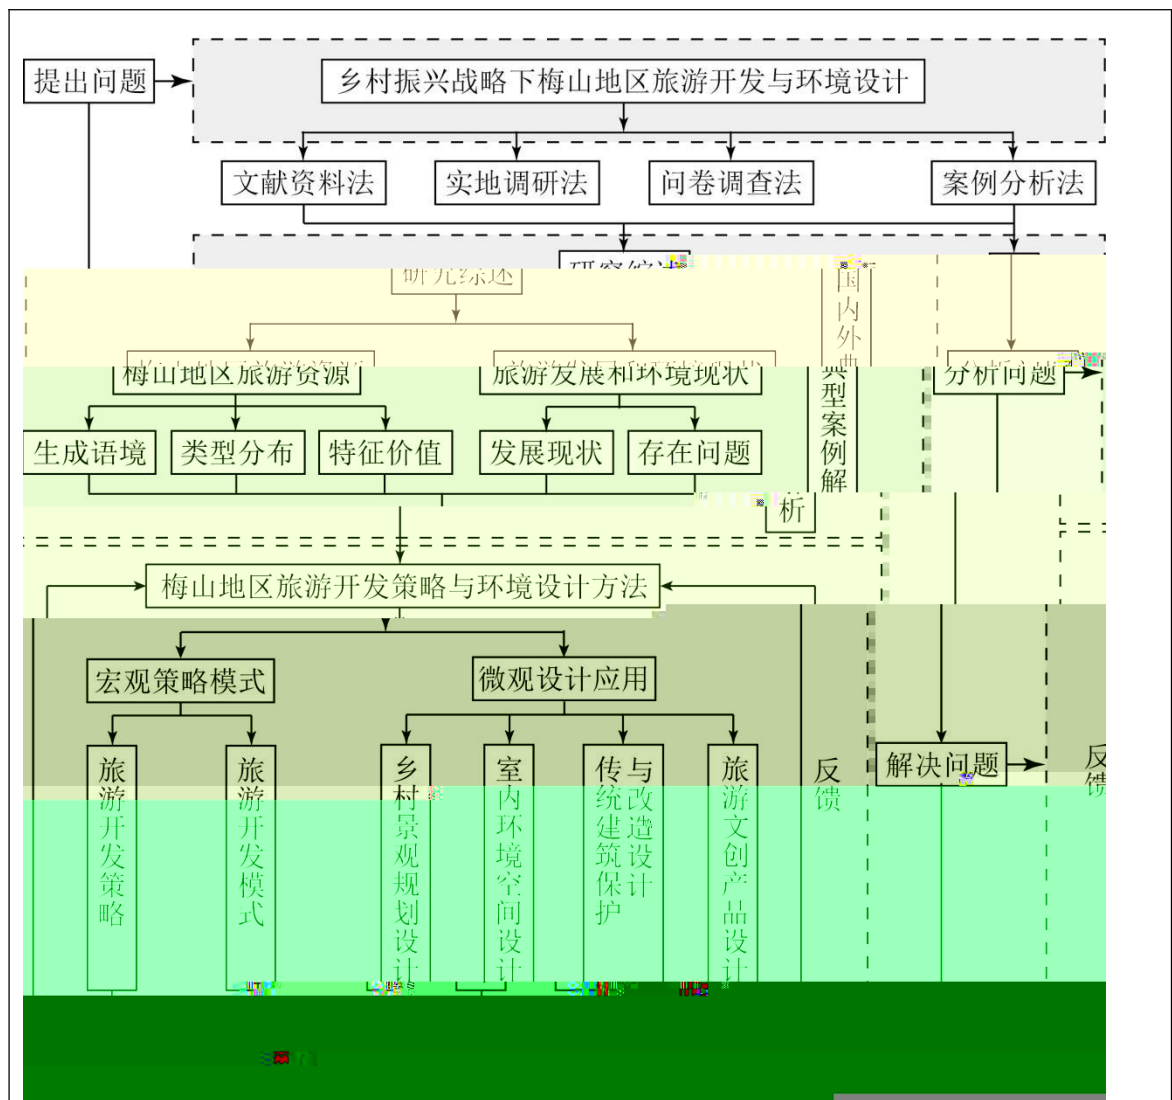 提出问题
乡村振兴战略下梅山地区旅游开发与环境设计
文献资料法
实地调研法
问卷调查法
案例分析法
研究综述
国内外典型案例解析
梅山地区旅游资源
旅游发展和环境现状
分析问题
生成语境
类型分布
特征价值
发展现状
存在问题
梅山地区旅游开发策略与环境设计方法
宏观策略模式
微观设计应用
旅游开发策略
旅游开发模式
乡村景观规划设计
室内环境空间设计
传统建筑保护
与改造设计
旅游文创产品设计
反馈
解决问题
反馈